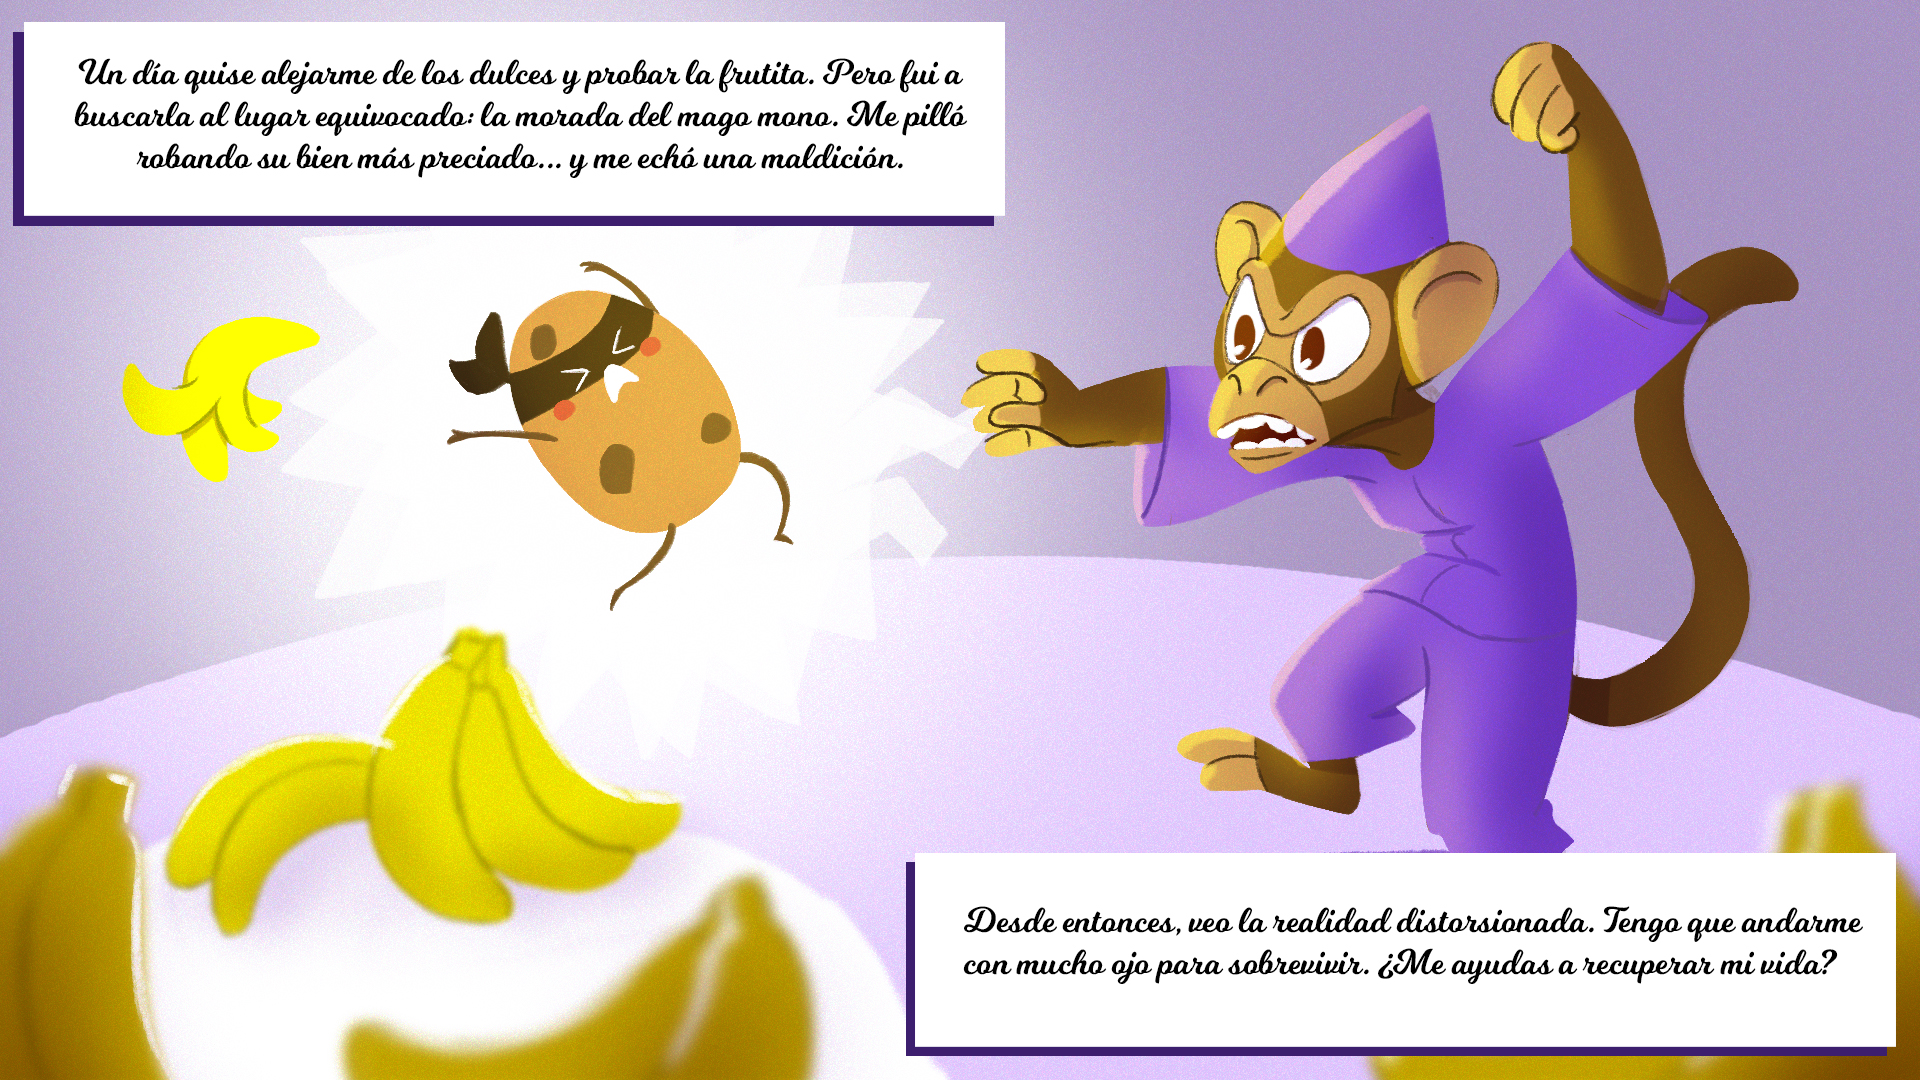 Un día quise alejarme de los dulces y probar la frutita. Pero fui a
buscarla al lugar equivocado: la morada del mago mono. Me pilló
robando su bien más preciado... y me echó una maldición.
Desde entonces, veo la realidad distorsionada. Tengo que andarme
con mucho ojo para sobrevivir. ¿Me ayudas a recuperar mi vida?